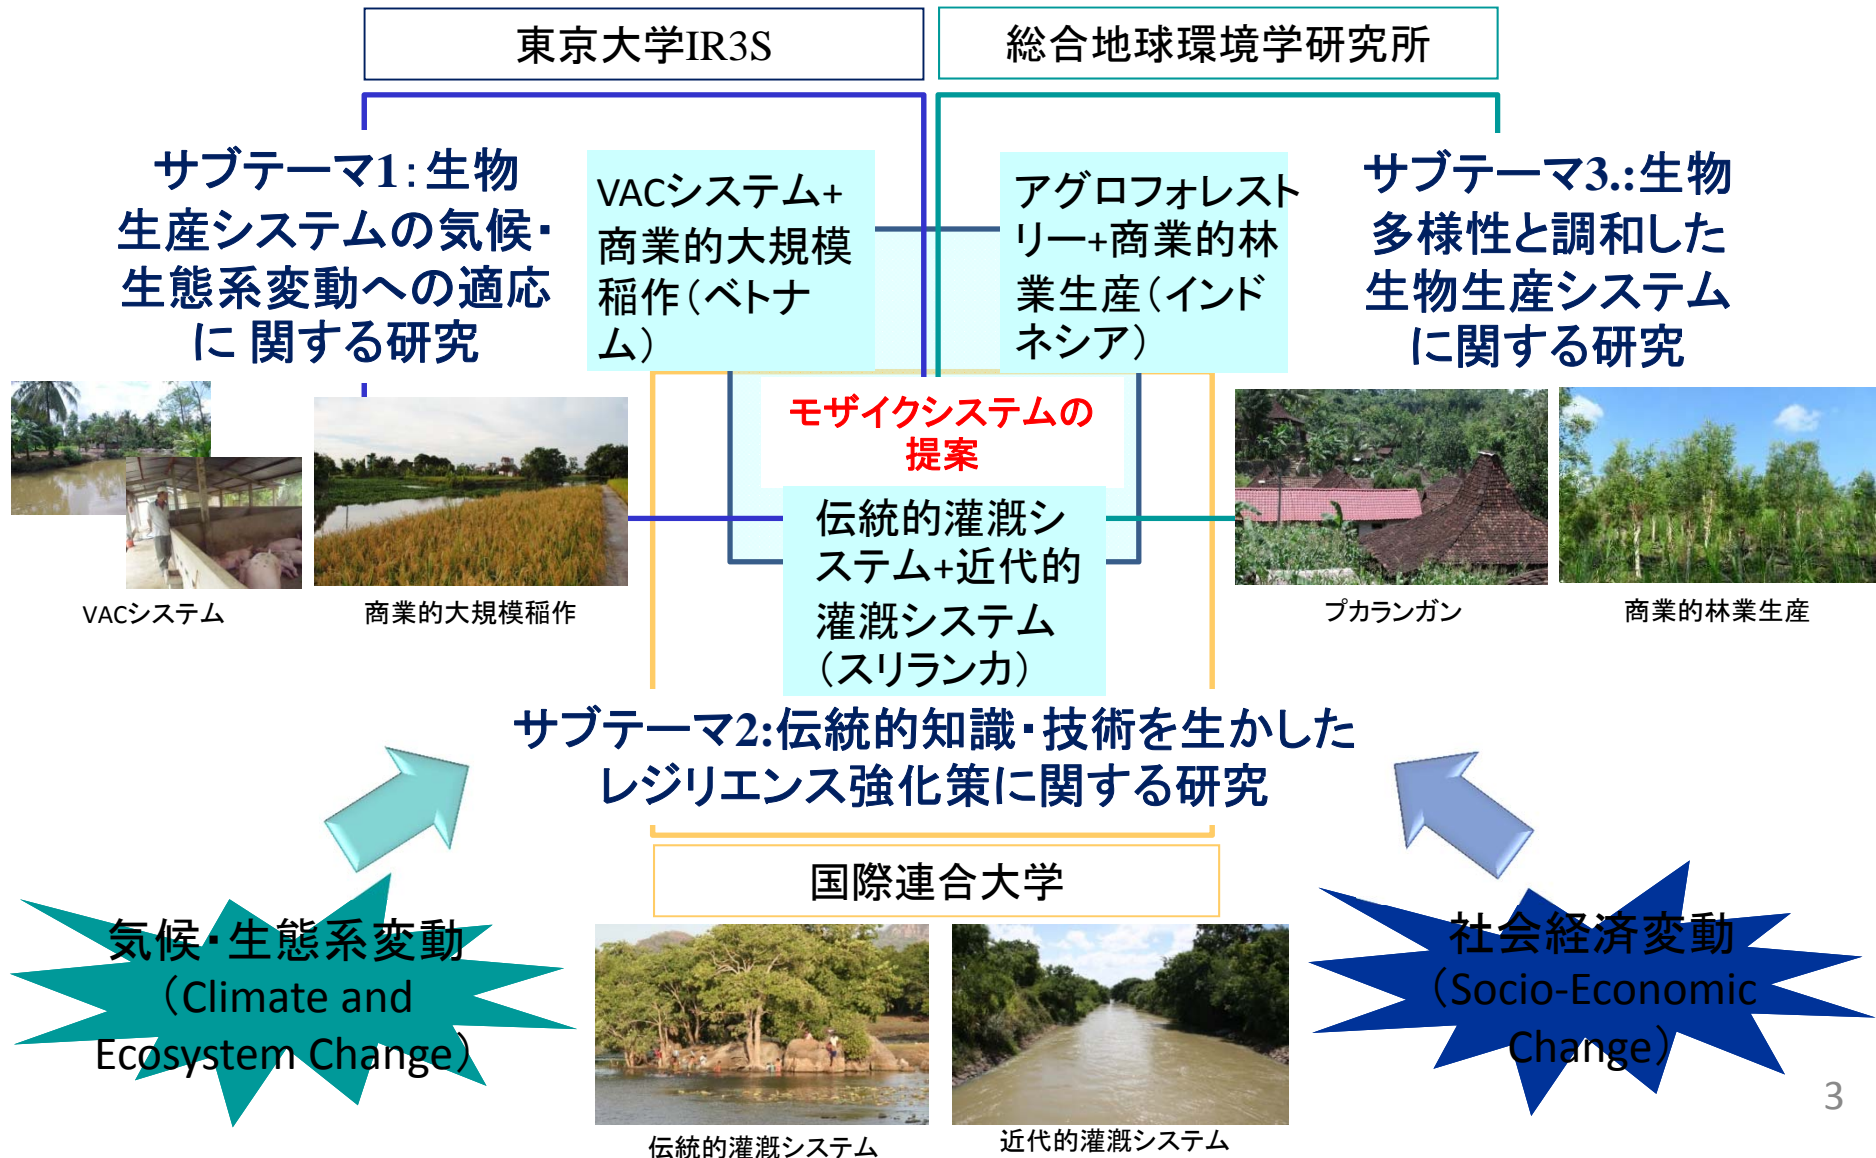 東京大学IR3S
総合地球環境学研究所
サブテーマ1：生物
生産システムの気候・
生態系変動への適応
に 関する研究
VACシステム+
商業的大規模
稲作（ベトナ
ム）
アグロフォレスト
リー+商業的林
業生産（インド
ネシア）
サブテーマ3.:生物
多様性と調和した
生物生産システム
に関する研究
モザイクシステムの
提案
伝統的灌漑シ
ステム+近代的
灌漑システム
（スリランカ）
VACシステム
商業的大規模稲作
プカランガン
商業的林業生産
サブテーマ2:伝統的知識・技術を生かした
レジリエンス強化策に関する研究
国際連合大学
気候・生態系変動
（Climate and
Ecosystem Change）
社会経済変動
（Socio-Economic
Change）
伝統的灌漑システム
近代的灌漑システム
3